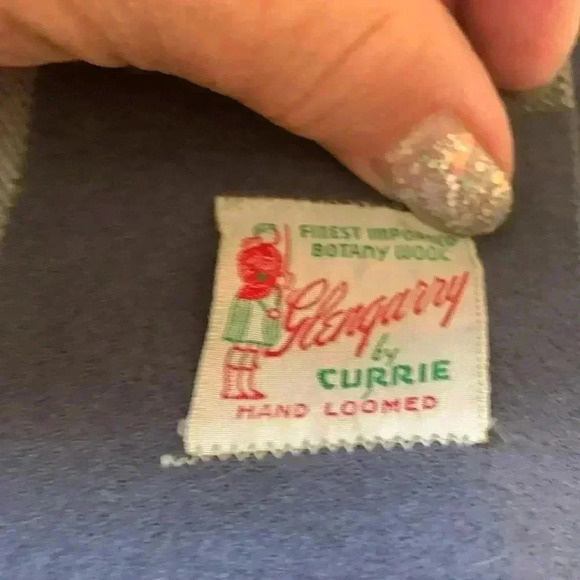 FINEST IMPORTED
BOTANY WOOL
Glengarry
by
CURRIE
HAND LOOMED